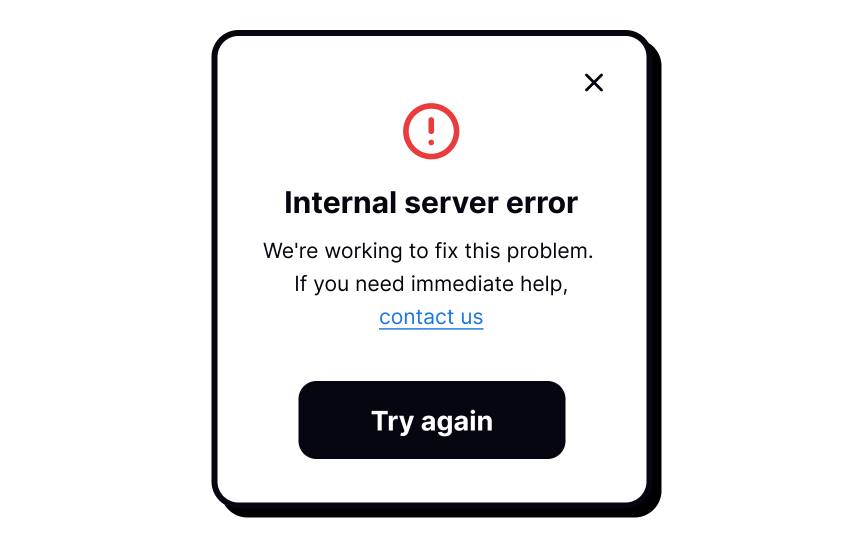 Internal server error
We're working to fix this problem.
If you need immediate help,
contact us
Try again